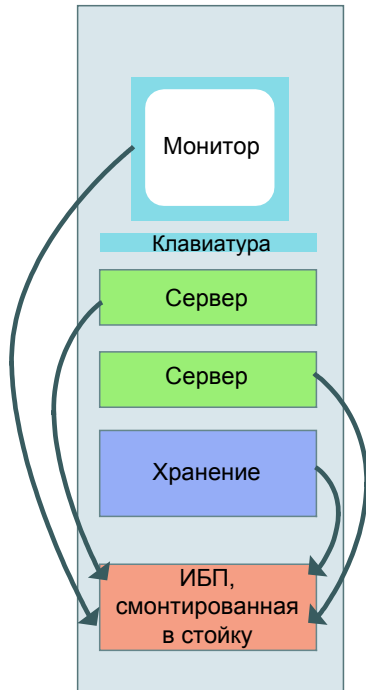 Монитор
Клавиатура
Сервер
Сервер
Хранение
ИБП,
смонтированная
в стойку